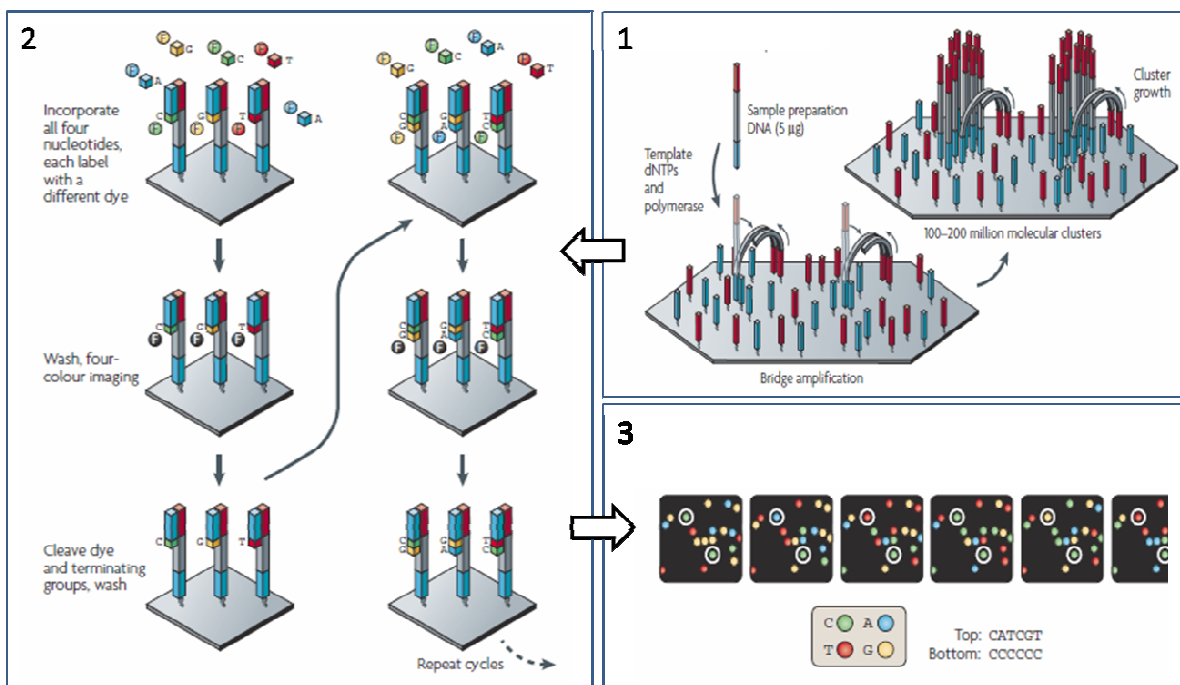 2
F
G
F
C
F
T
F
A
F
A
C
G
T
F
F
F
Incorporate
all four
nucleotides,
each label
with a
different dye
F
G
F
C
F
A
F
T
C
G
T
G
A
C
F
F
F
Wash, four-
colour imaging
C
G
T
F
F
F
C
G
T
G
A
C
F
F
F
Cleave dye
and terminating
groups, wash
C
G
T
C
G
T
G
A
C
Repeat cycles
1
Sample preparation
DNA (5 µg)
Template
dNTPs
and
polymerase
Cluster
growth
100–200 million molecular clusters
Bridge amplification
3
C A
T G
Top: CATCGT
Bottom: CCCCCC